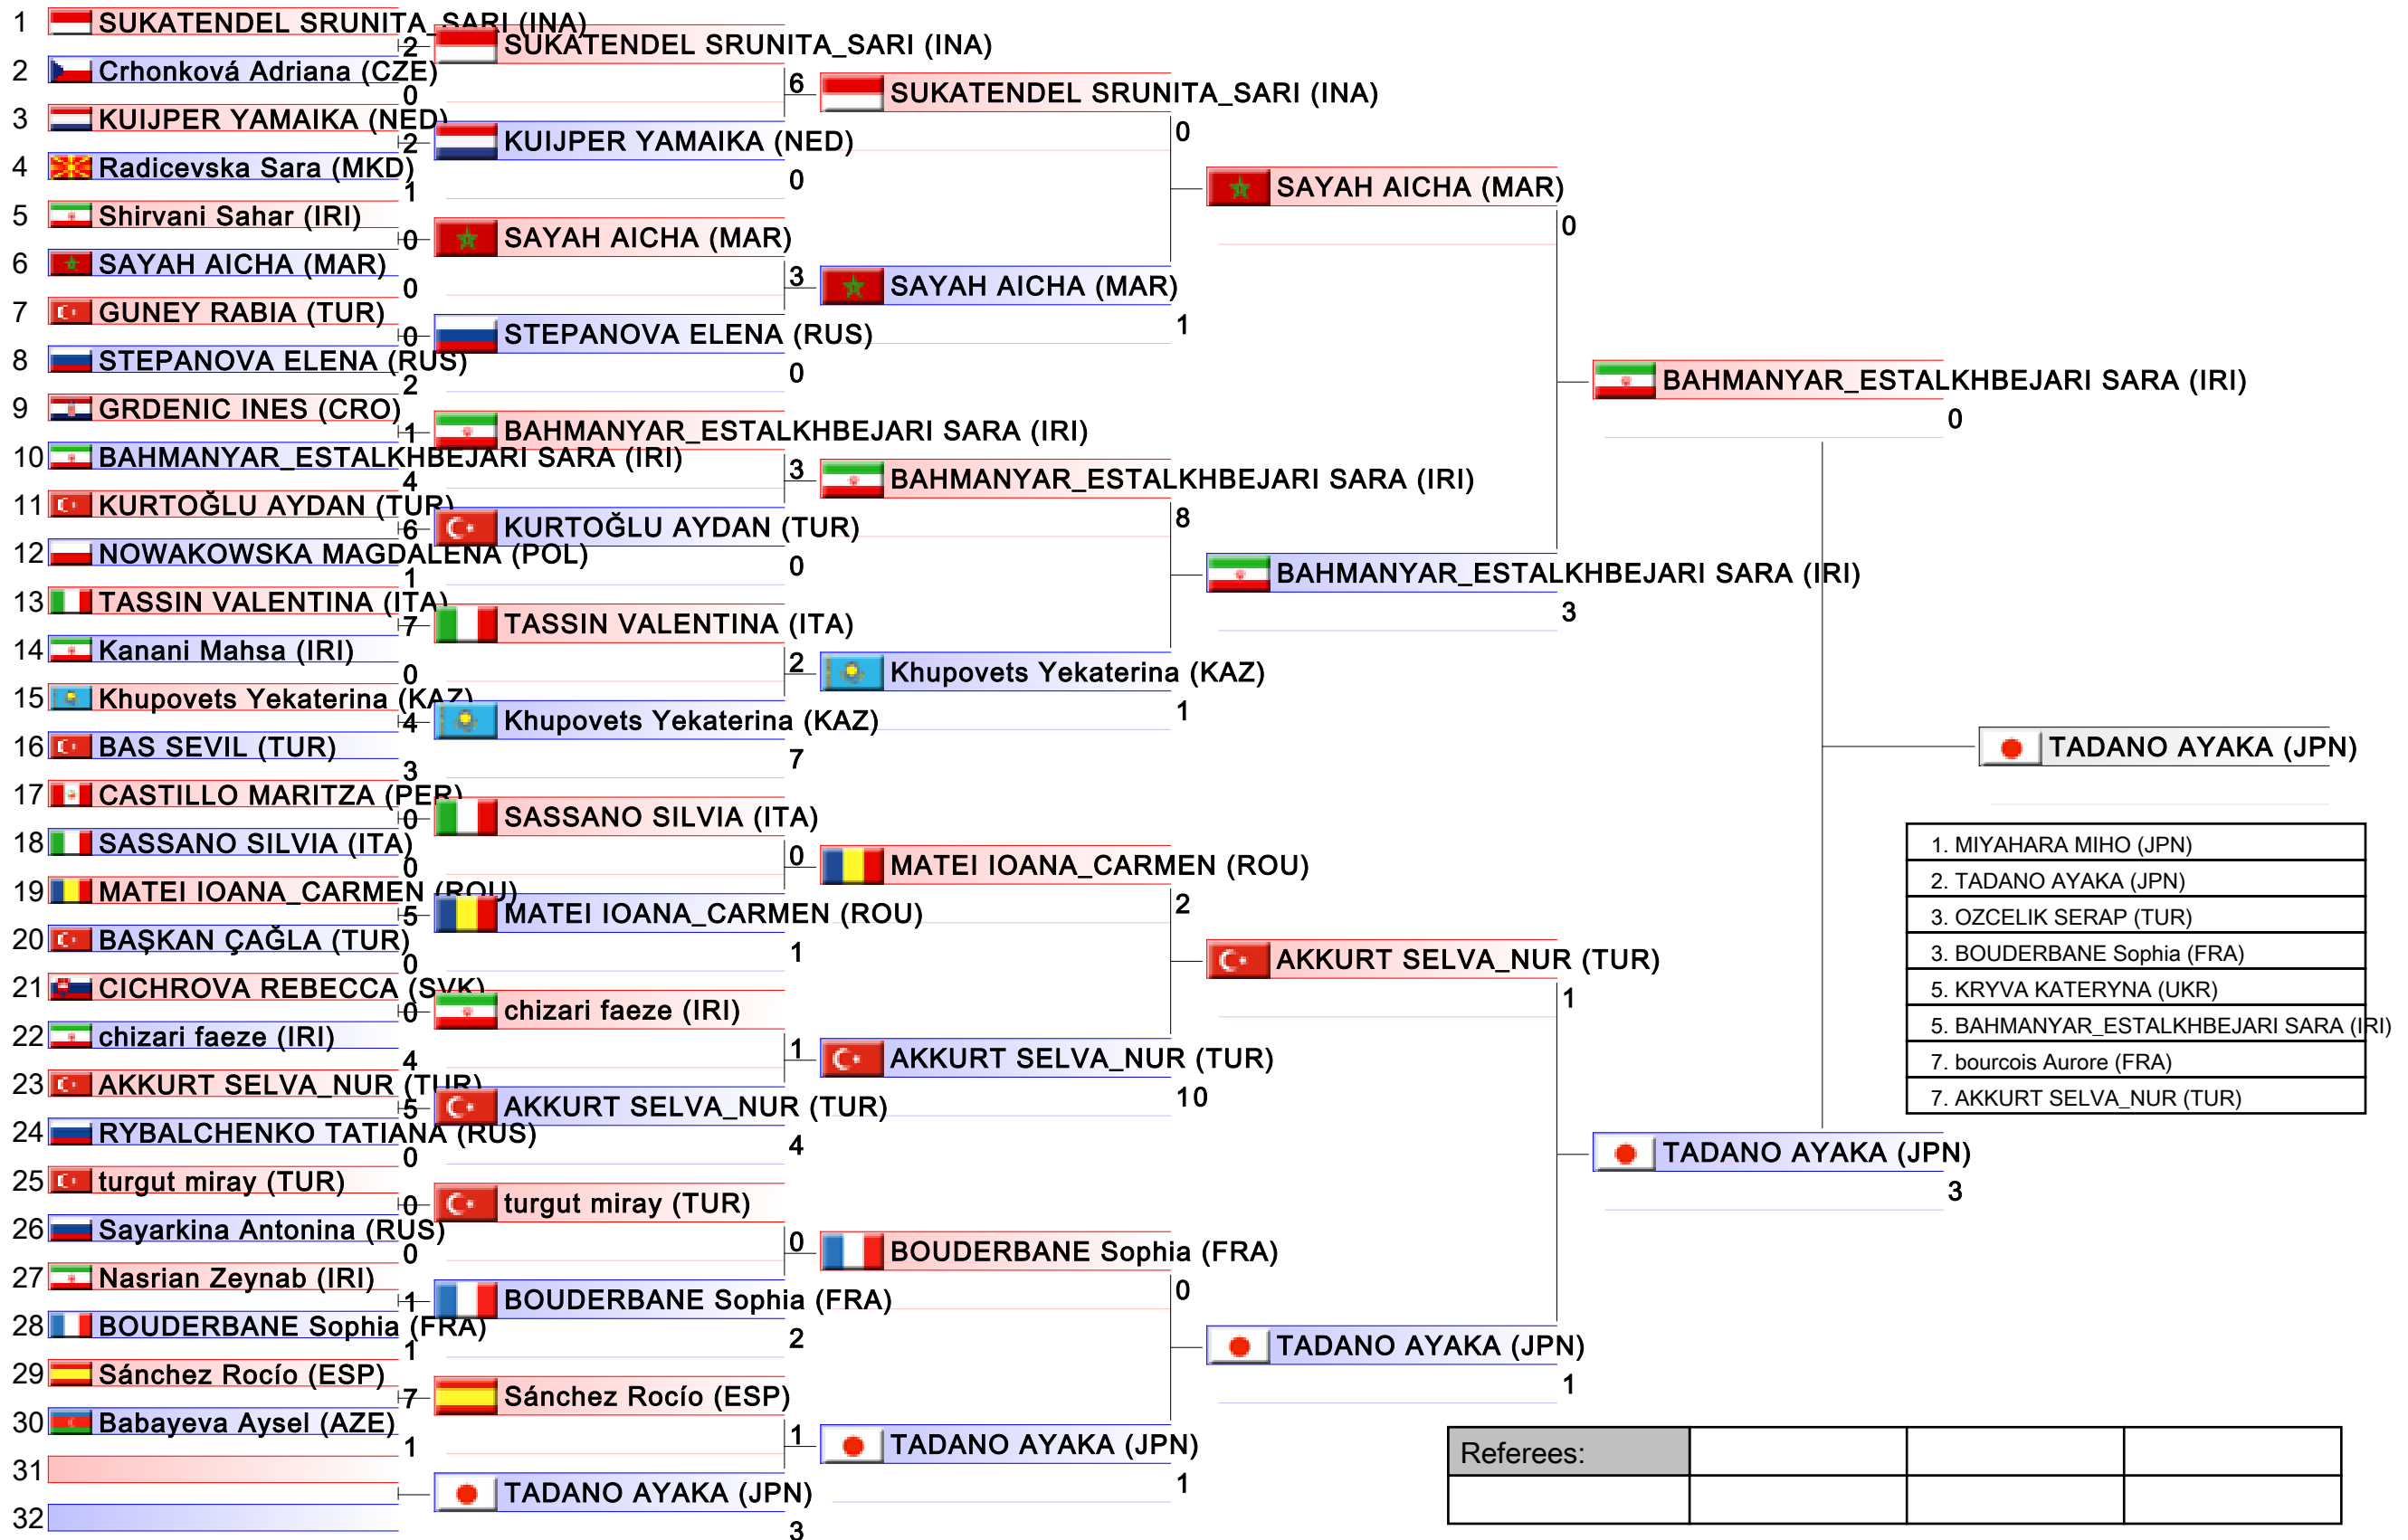 1 SUKATENDEL SRUNITA_SARI (INA)
2
2 Crhonková Adriana (CZE)
0
3 KUIJPER YAMAIKA (NED)
2
4 Radicevska Sara (MKD)
1
5 Shirvani Sahar (IRI)
0
6 SAYAH AICHA (MAR)
0
7 GUNEY RABIA (TUR)
0
8 STEPANOVA ELENA (RUS)
2
9 GRDENIC INES (CRO)
1
10 BAHMANYAR_ESTALKHBEJARI SARA (IRI)
4
11 KURTOĞLU AYDAN (TUR)
6
12 NOWAKOWSKA MAGDALENA (POL)
1
13 TASSIN VALENTINA (ITA)
7
14 Kanani Mahsa (IRI)
0
15 Khupovets Yekaterina (KAZ)
4
16 BAS SEVIL (TUR)
3
17 CASTILLO MARITZA (PER)
0
18 SASSANO SILVIA (ITA)
0
19 MATEI IOANA_CARMEN (ROU)
5
20 BAŞKAN ÇAĞLA (TUR)
0
21 CICHROVA REBECCA (SVK)
0
22 chizari faeze (IRI)
4
23 AKKURT SELVA_NUR (TUR)
5
24 RYBALCHENKO TATIANA (RUS)
0
25 turgut miray (TUR)
0
26 Sayarkina Antonina (RUS)
0
27 Nasrian Zeynab (IRI)
1
28 BOUDERBANE Sophia (FRA)
1
29 Sánchez Rocío (ESP)
7
30 Babayeva Aysel (AZE)
1
31
32
SUKATENDEL SRUNITA_SARI (INA)
6
KUIJPER YAMAIKA (NED)
0
SAYAH AICHA (MAR)
3
STEPANOVA ELENA (RUS)
0
BAHMANYAR_ESTALKHBEJARI SARA (IRI)
3
KURTOĞLU AYDAN (TUR)
0
TASSIN VALENTINA (ITA)
2
Khupovets Yekaterina (KAZ)
7
SASSANO SILVIA (ITA)
0
MATEI IOANA_CARMEN (ROU)
1
chizari faeze (IRI)
1
AKKURT SELVA_NUR (TUR)
4
turgut miray (TUR)
0
BOUDERBANE Sophia (FRA)
2
Sánchez Rocío (ESP)
1
TADANO AYAKA (JPN)
3
SUKATENDEL SRUNITA_SARI (INA)
0
SAYAH AICHA (MAR)
1
BAHMANYAR_ESTALKHBEJARI SARA (IRI)
8
Khupovets Yekaterina (KAZ)
1
MATEI IOANA_CARMEN (ROU)
2
AKKURT SELVA_NUR (TUR)
10
BOUDERBANE Sophia (FRA)
0
TADANO AYAKA (JPN)
1
SAYAH AICHA (MAR)
0
BAHMANYAR_ESTALKHBEJARI SARA (IRI)
3
AKKURT SELVA_NUR (TUR)
1
TADANO AYAKA (JPN)
1
BAHMANYAR_ESTALKHBEJARI SARA (IRI)
0
TADANO AYAKA (JPN)
3
TADANO AYAKA (JPN)
1. MIYAHARA MIHO (JPN)
2. TADANO AYAKA (JPN)
3. OZCELIK SERAP (TUR)
3. BOUDERBANE Sophia (FRA)
5. KRYVA KATERYNA (UKR)
5. BAHMANYAR_ESTALKHBEJARI SARA (IRI)
7. bourcois Aurore (FRA)
7. AKKURT SELVA_NUR (TUR)
Referees: